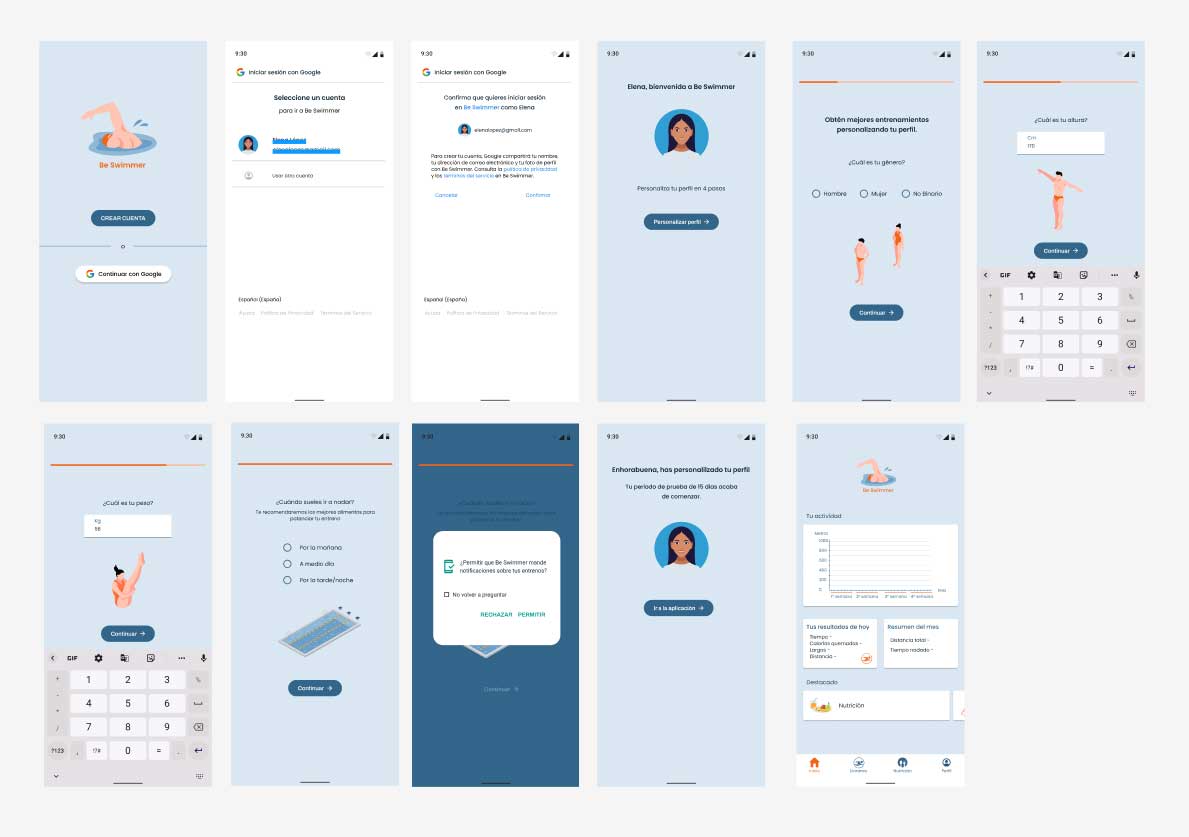 Be Swimmer
CREAR CUENTA
o
Continuar con Google
9:30
Iniciar sesión con Google
Seleccione un cuenta
para ir a Be Swimmer
Usar otra cuenta
Español (España)
Ayuda Política de Privacidad Términos del Servicio
9:30
Iniciar sesión con Google
Confirma que quieres iniciar sesión
en Be Swimmer como Elena
elenalopez@gmail.com
Para crear tu cuenta, Google compartirá tu nombre,
tu dirección de correo electrónico y tu foto de perfil
con Be Swimmer. Consulta la política de privacidad
y los términos del servicio en Be Swimmer.
Cancelar Confirmar
Español (España)
Ayuda Política de Privacidad Términos del Servicio
9:30
Elena, bienvenida a Be Swimmer
Personaliza tu perfil en 4 pasos
Personalizar perfil
9:30
Obtén mejores entrenamientos
personalizando tu perfil.
¿Cuál es tu género?
Hombre Mujer No Binario
Continuar
9:30
¿Cuál es tu altura?
Cm
170
Continuar
GIF
+ 1 2 3 %
- 4 5 6
* 7 8 9
/
?123 , !?# 0 = .
9:30
¿Cuál es tu peso?
Kg
58
Continuar
GIF
+ 1 2 3 %
- 4 5 6
* 7 8 9
/
?123 , !?# 0 = .
9:30
¿Cuándo sueles ir a nadar?
Te recomendaremos los mejores alimentos para
potenciar tu entreno
Por la mañana
A medio día
Por la tarde/noche
Continuar
9:30
¿Cuándo sueles ir a nadar?
¿Permitir que Be Swimmer mande
notificaciones sobre tus entrenos?
No volver a preguntar
RECHAZAR PERMITIR
Continuar
9:30
Enhorabuena, has personalilzado tu perfil
Tu periodo de prueba de 15 días acaba
de comenzar.
Ir a la aplicación
9:30
Be Swimmer
Tu actividad
Metros
1000
800
600
400
200
0
1ª semana 2ª semana 3ª semana 4ª semana
Tus resultados de hoy
Tiempo -
Calorías quemadas -
Largos -
Distancia -
Resumen del mes
Distancia total -
Tiempo nadado -
Destacado
Nutrición
Inicio Entrenos Nutrición Perfil